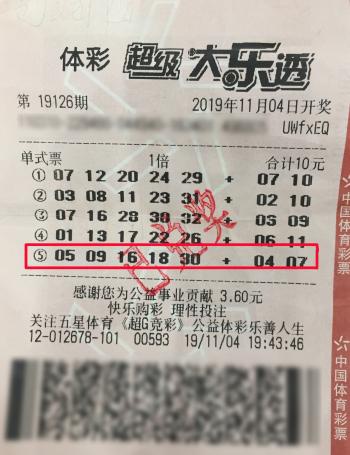 体彩 超级大乐透
第 19126期 2019年11月04日开奖
UWfxEQ
单式票 1倍 合计10元
① 07 12 20 24 29 + 07 10
② 03 08 11 23 31 + 02 10
③ 07 16 28 30 32 + 03 09
④ 01 13 17 22 26 + 06 11
⑤ 05 09 16 18 30 + 04 07
已兑奖
感谢您为公益事业贡献 3.60元
快乐购彩 理性投注
关注五星体育《超G竞彩》公益体彩乐善人生
12-012678-101 00593 19/11/04 19:43:46
中国体育彩票
中国体育彩票